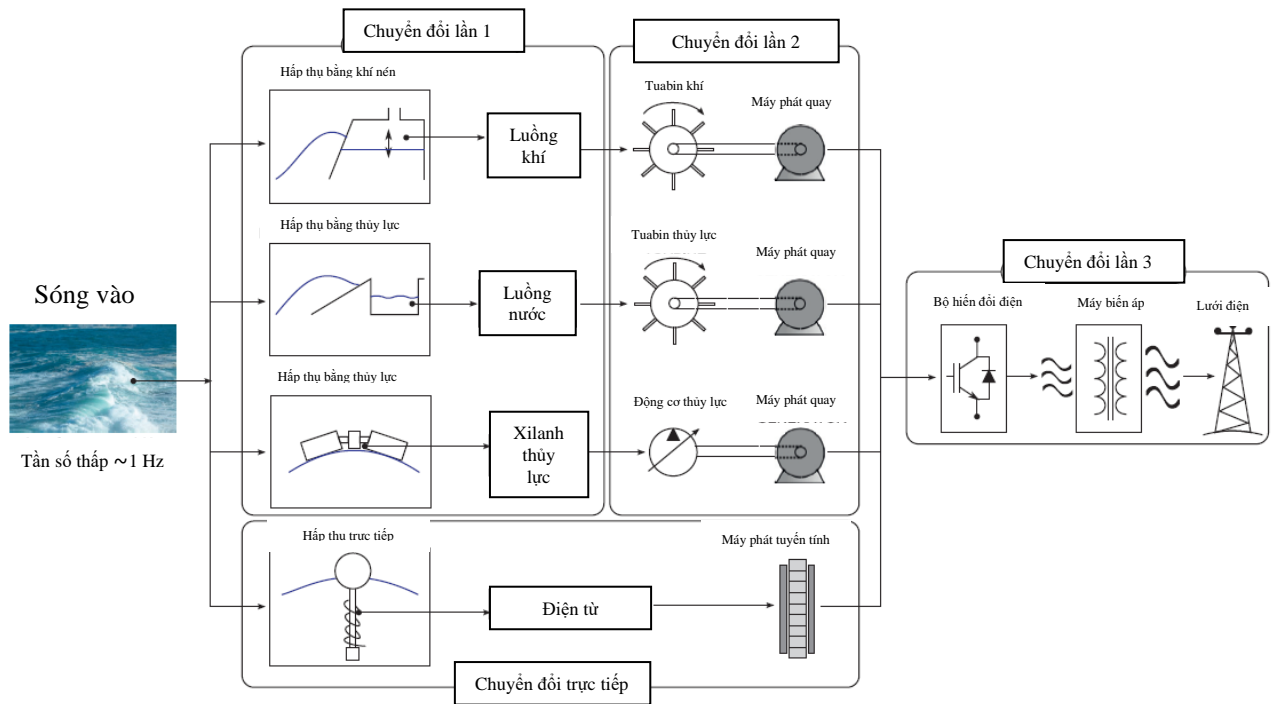 Chuyển đổi lần 1
Chuyển đổi lần 2
Hấp thụ bằng khí nén
Luồng
khí
Tuabin khí
Máy phát quay
Hấp thụ bằng thủy lực
Luồng
nước
Tuabin thủy lực
Máy phát quay
Chuyển đổi lần 3
Bộ hiến đổi điện
Máy biến áp
Lưới điện
Sóng vào
Tần số thấp ~1 Hz
Hấp thụ bằng thủy lực
Xilanh
thủy
lực
Động cơ thủy lực
Máy phát quay
Hấp thu trưc tiếp
Điện từ
Máy phát tuyến tính
Chuyển đổi trực tiếp